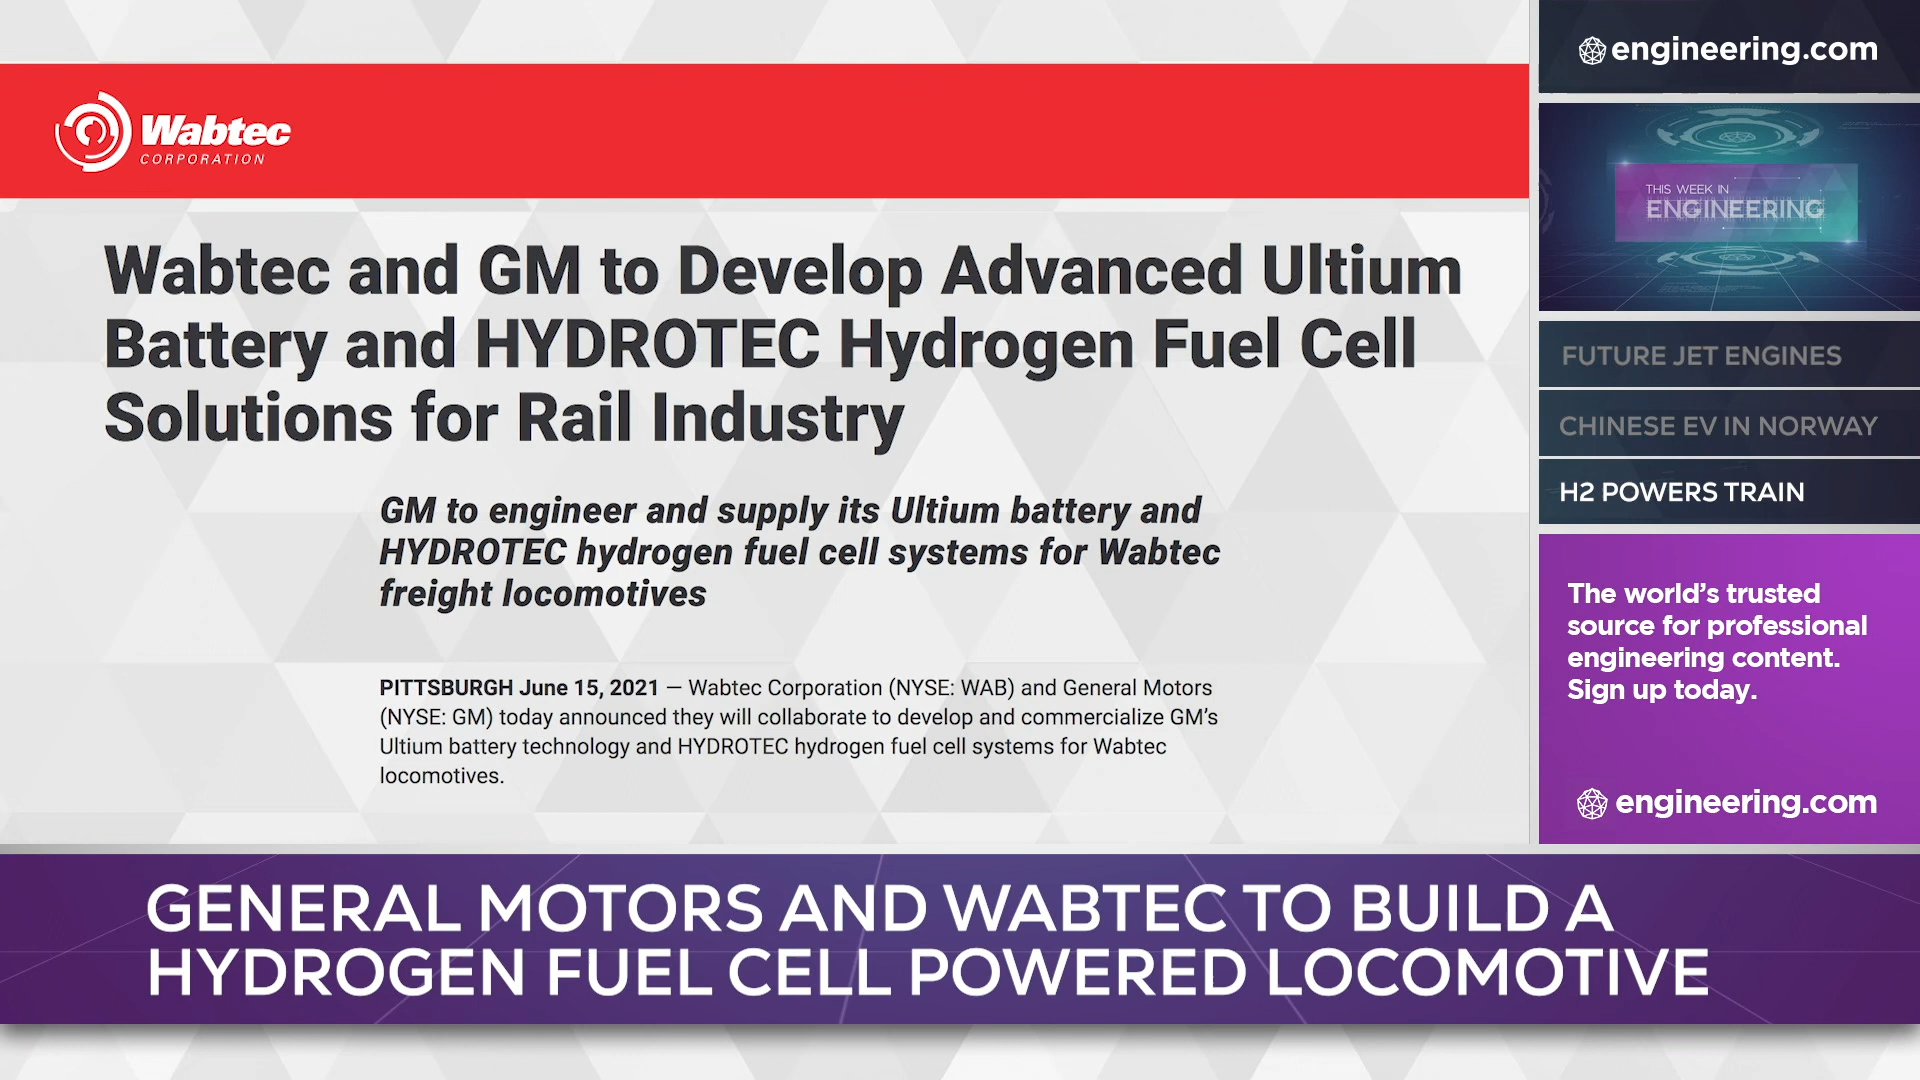 Wabtec
CORPORATION
Wabtec and GM to Develop Advanced Ultium
Battery and HYDROTEC Hydrogen Fuel Cell
Solutions for Rail Industry
GM to engineer and supply its Ultium battery and
HYDROTEC hydrogen fuel cell systems for Wabtec
freight locomotives
PITTSBURGH June 15, 2021 — Wabtec Corporation (NYSE: WAB) and General Motors
(NYSE: GM) today announced they will collaborate to develop and commercialize GM’s
Ultium battery technology and HYDROTEC hydrogen fuel cell systems for Wabtec
locomotives.
engineering.com
THIS WEEK IN
ENGINEERING
FUTURE JET ENGINES
CHINESE EV IN NORWAY
H2 POWERS TRAIN
The world’s trusted
source for professional
engineering content.
Sign up today.
engineering.com
GENERAL MOTORS AND WABTEC TO BUILD A
HYDROGEN FUEL CELL POWERED LOCOMOTIVE